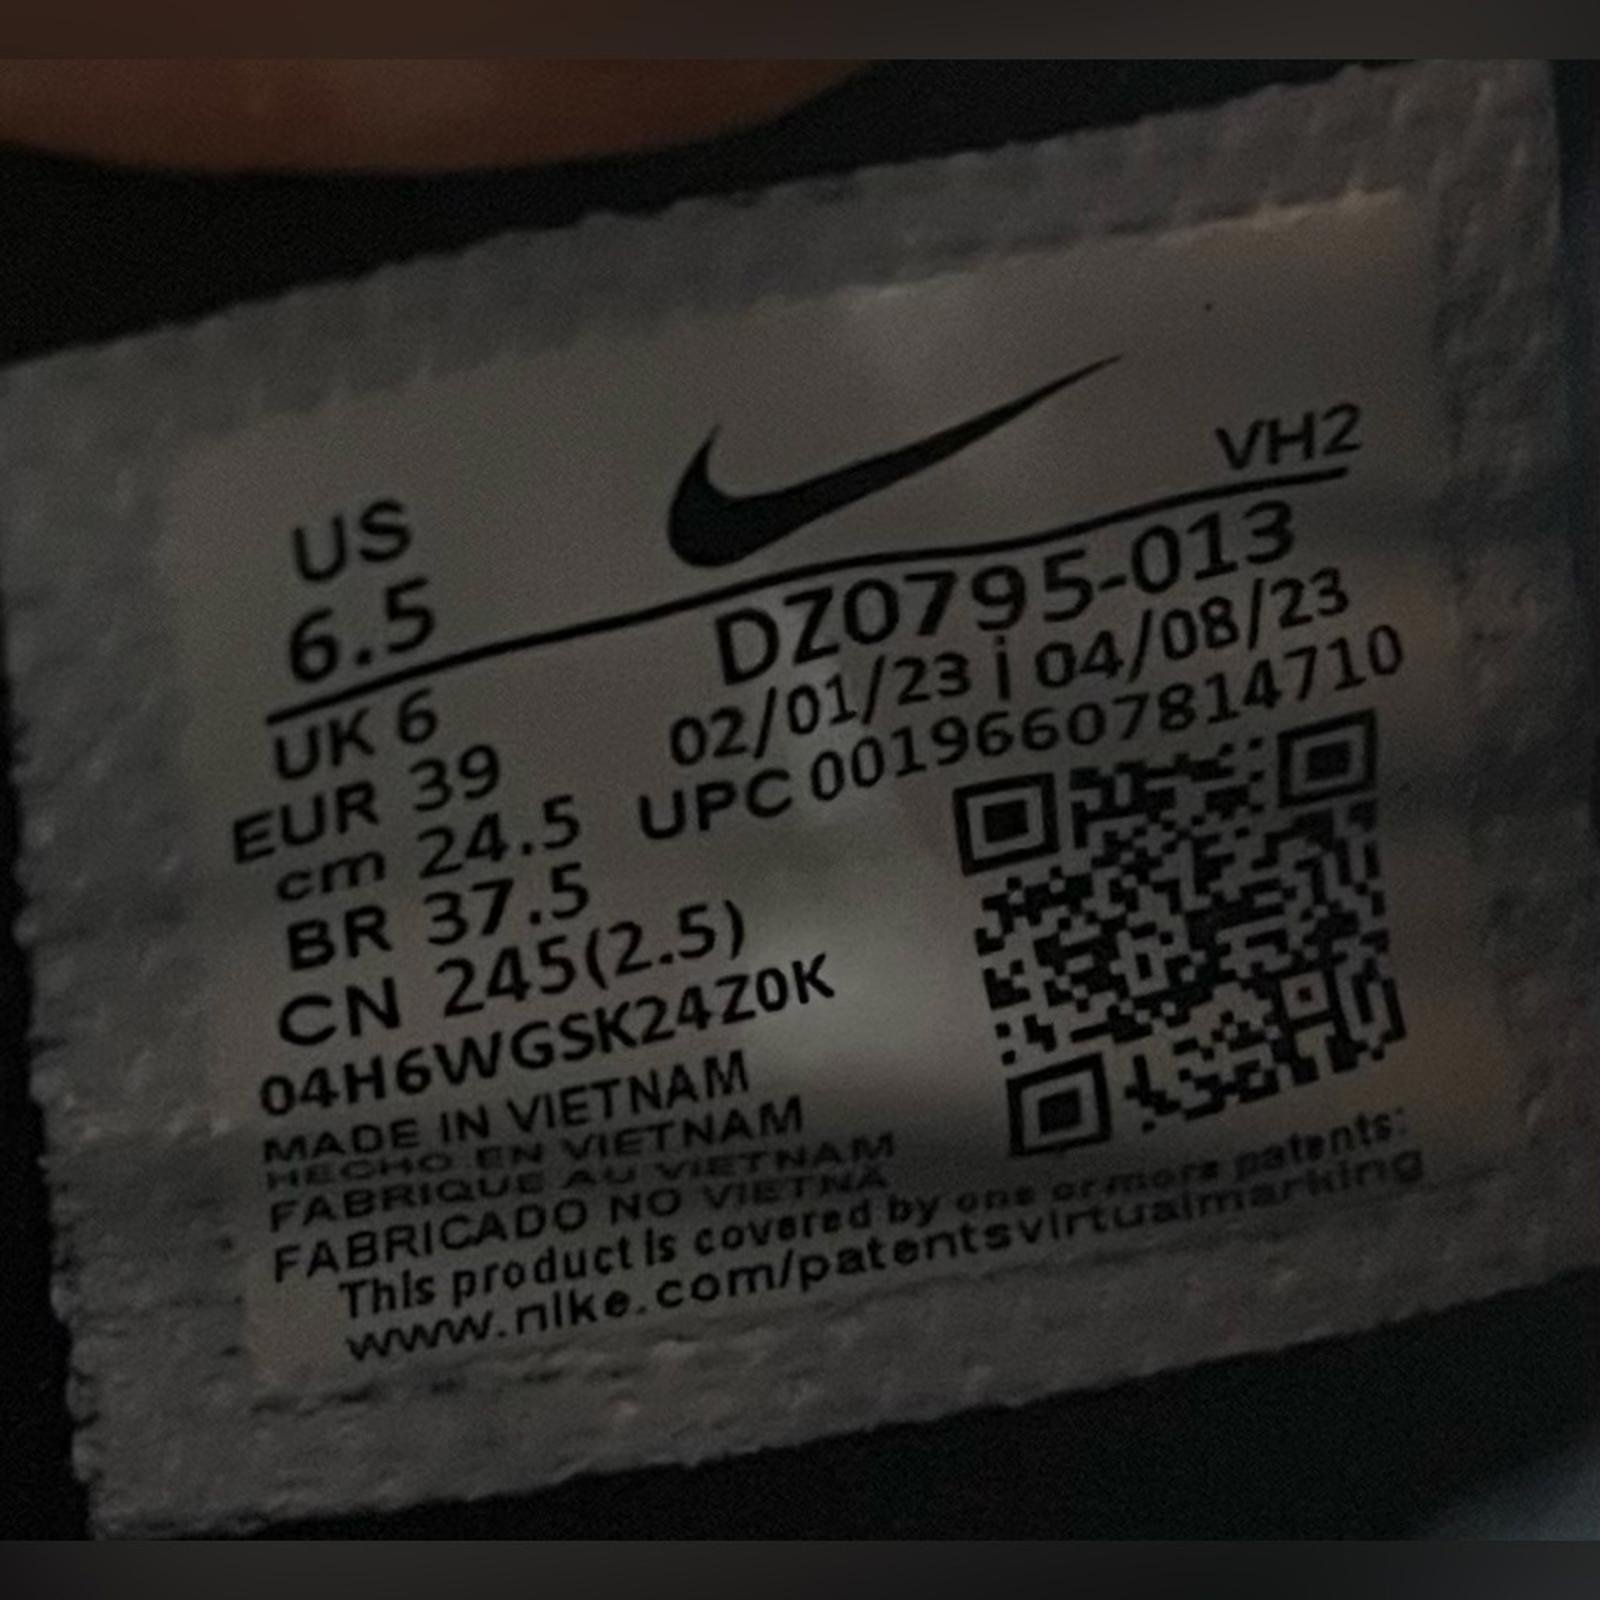 US
6.5
VH2
UK 6
EUR 39
cm 24.5
BR 37.5
CN 245(2.5)
04H6WGSK24Z0K
DZ0795-013
02/01/23 | 04/08/23
UPC 00196607814710
MADE IN VIETNAM
HECHO EN VIETNAM
FABRIQUE AU VIETNAM
FABRICADO NO VIETNA
This product is covered by one or more patents:
www.nike.com/patentsvirtualmarking